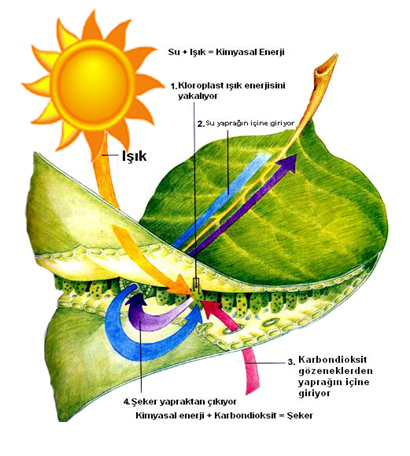 Su + Işık = Kimyasal Enerji
1. Kloroplast ışık enerjisini
yakalıyor
2. Su yaprağın içine giriyor
Işık
3. Karbondioksit
gözeneklerden
yaprağın içine
giriyor
4. Şeker yapraktan çıkıyor
Kimyasal enerji + Karbondioksit = Şeker